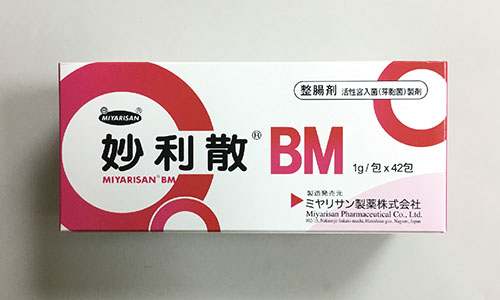 MIYARISAN
整腸剤 活性宮入菌(芽胞菌)製剤
妙利散® BM
MIYARISAN® BM
1g/包 x 42包
製造発売元
ミヤリサン製薬株式会社
Miyarisan Pharmaceutical Co., Ltd.
Nagano, Japan